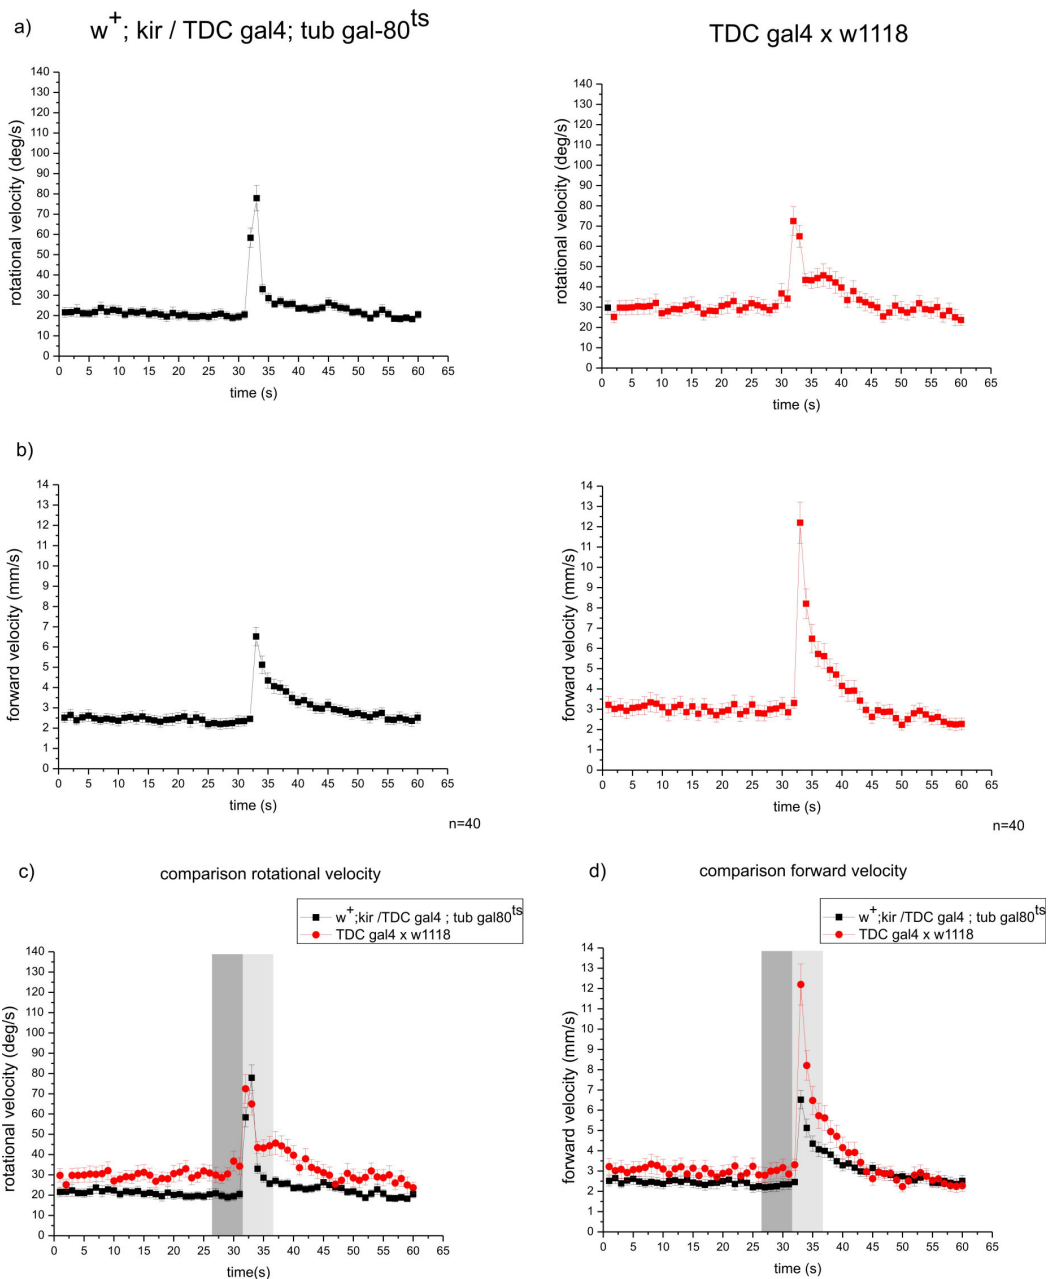 a)
w+; kir / TDC gal4; tub gal-80ts
TDC gal4 x w1118
rotational velocity (deg/s)
140
130
120
110
100
90
80
70
60
50
40
30
20
10
0
0 5 10 15 20 25 30 35 40 45 50 55 60 65
time (s)
rotational velocity (deg/s)
140
130
120
110
100
90
80
70
60
50
40
30
20
10
0
0 5 10 15 20 25 30 35 40 45 50 55 60 65
time (s)
b)
forward velocity (mm/s)
14
13
12
11
10
9
8
7
6
5
4
3
2
1
0
0 5 10 15 20 25 30 35 40 45 50 55 60 65
time (s)
n=40
forward velocity (mm/s)
14
13
12
11
10
9
8
7
6
5
4
3
2
1
0
0 5 10 15 20 25 30 35 40 45 50 55 60 65
time (s)
n=40
c)
comparison rotational velocity
w+;kir /TDC gal4 ; tub gal80ts
TDC gal4 x w1118
rotational velocity (deg/s)
140
130
120
110
100
90
80
70
60
50
40
30
20
10
0
0 5 10 15 20 25 30 35 40 45 50 55 60 65
time(s)
d)
comparison forward velocity
w+;kir /TDC gal4 ; tub gal80ts
TDC gal4 x w1118
forward velocity (mm/s)
14
13
12
11
10
9
8
7
6
5
4
3
2
1
0
0 5 10 15 20 25 30 35 40 45 50 55 60 65
time (s)